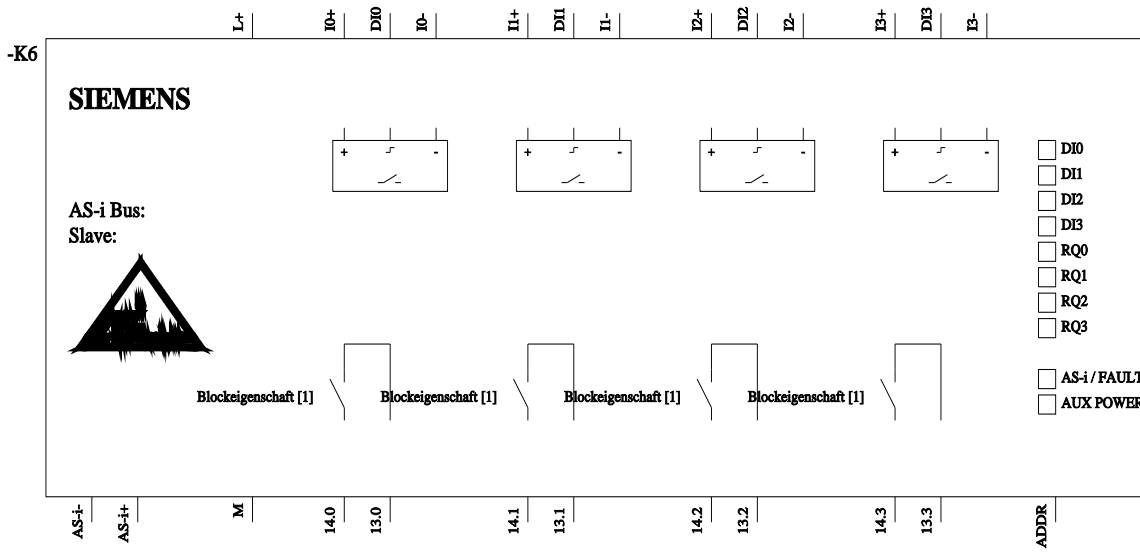 L+ I0+ DI0 I0- I1+ DI1 I1- I2+ DI2 I2- I3+ DI3 I3-
-K6
SIEMENS
+ - + - + - + -
DI0
DI1
DI2
DI3
RQ0
RQ1
RQ2
RQ3
AS-i Bus:
Slave:
AS-i / FAULT
AUX POWER
Blockeigenschaft [1] Blockeigenschaft [1] Blockeigenschaft [1] Blockeigenschaft [1]
AS-i- AS-i+ M 14.0 13.0 14.1 13.1 14.2 13.2 14.3 13.3 ADDR